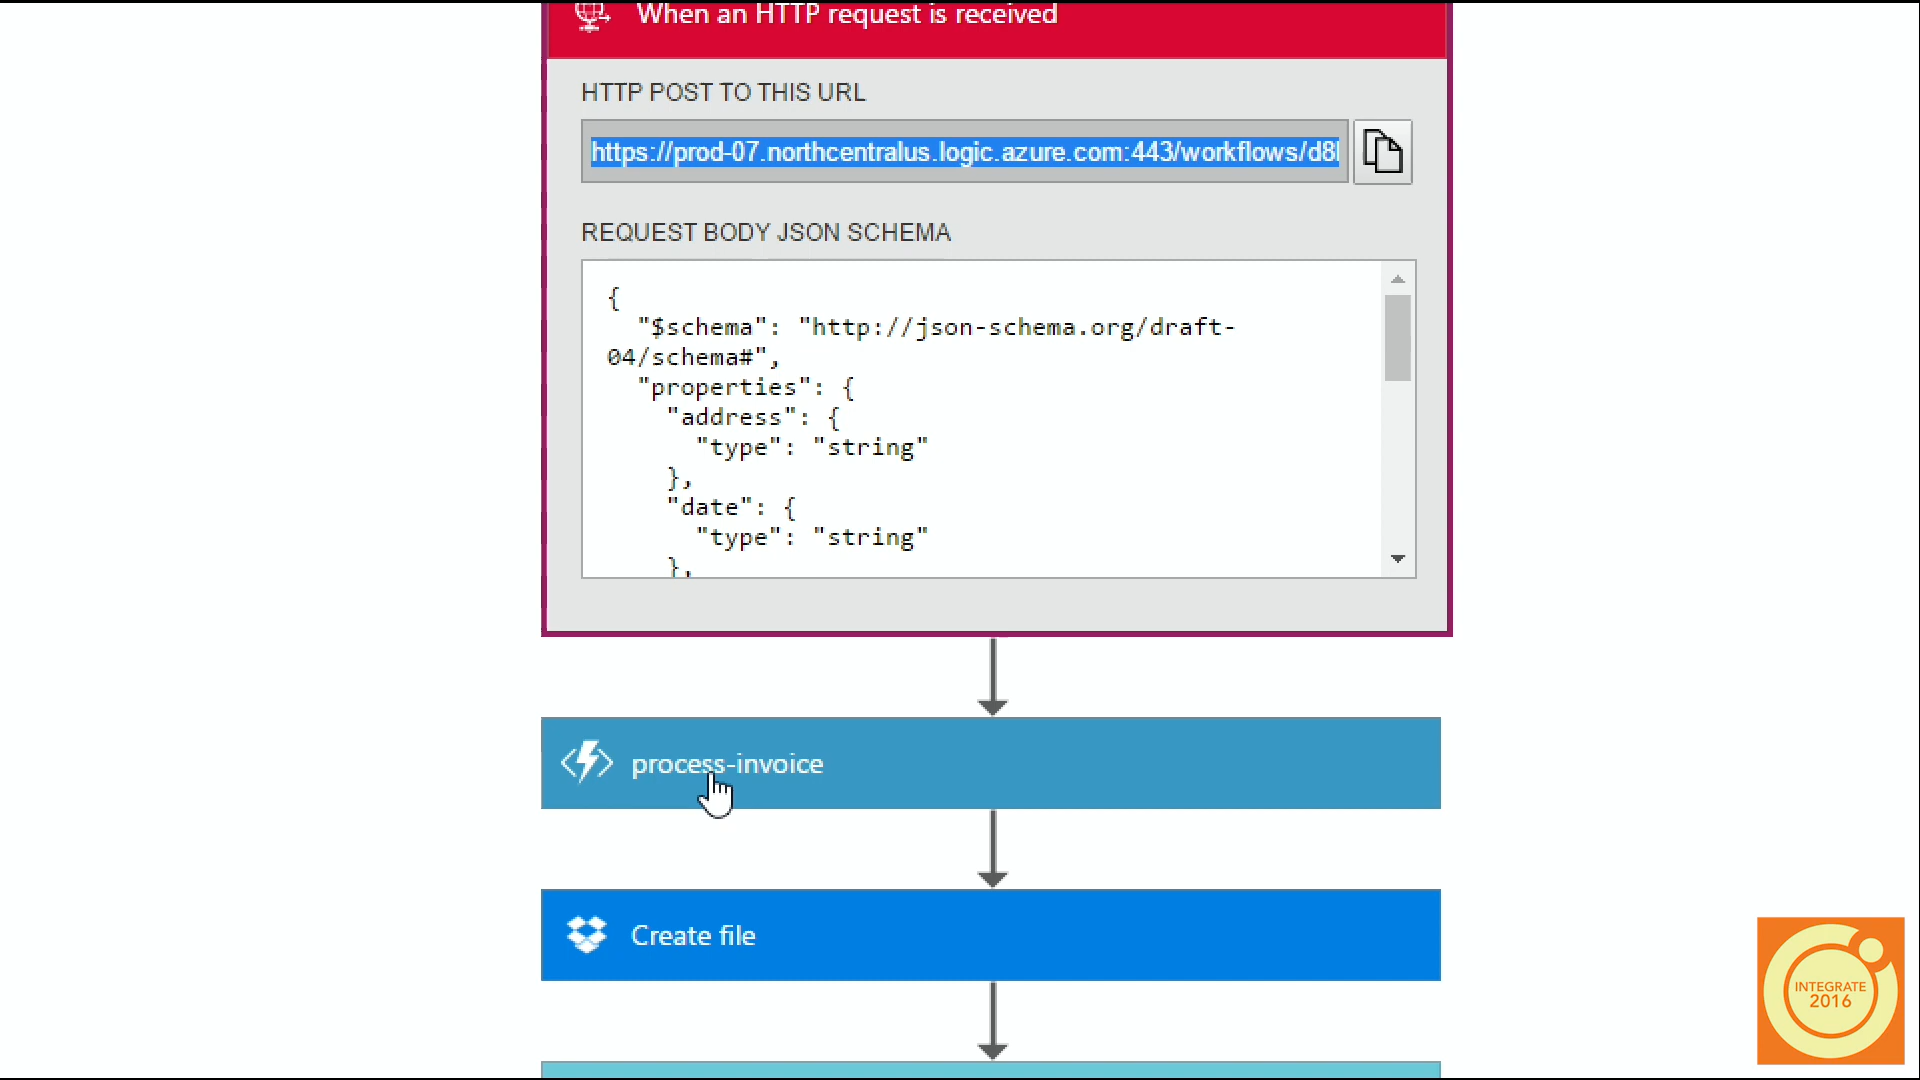 When an HTTP request is received
HTTP POST TO THIS URL
https://prod-07.northcentralus.logic.azure.com:443/workflows/d8
REQUEST BODY JSON SCHEMA
{
"$schema": "http://json-schema.org/draft-
04/schema#",
"properties": {
"address": {
"type": "string"
},
"date": {
"type": "string"
},
process-invoice
Create file
INTEGRATE
2016